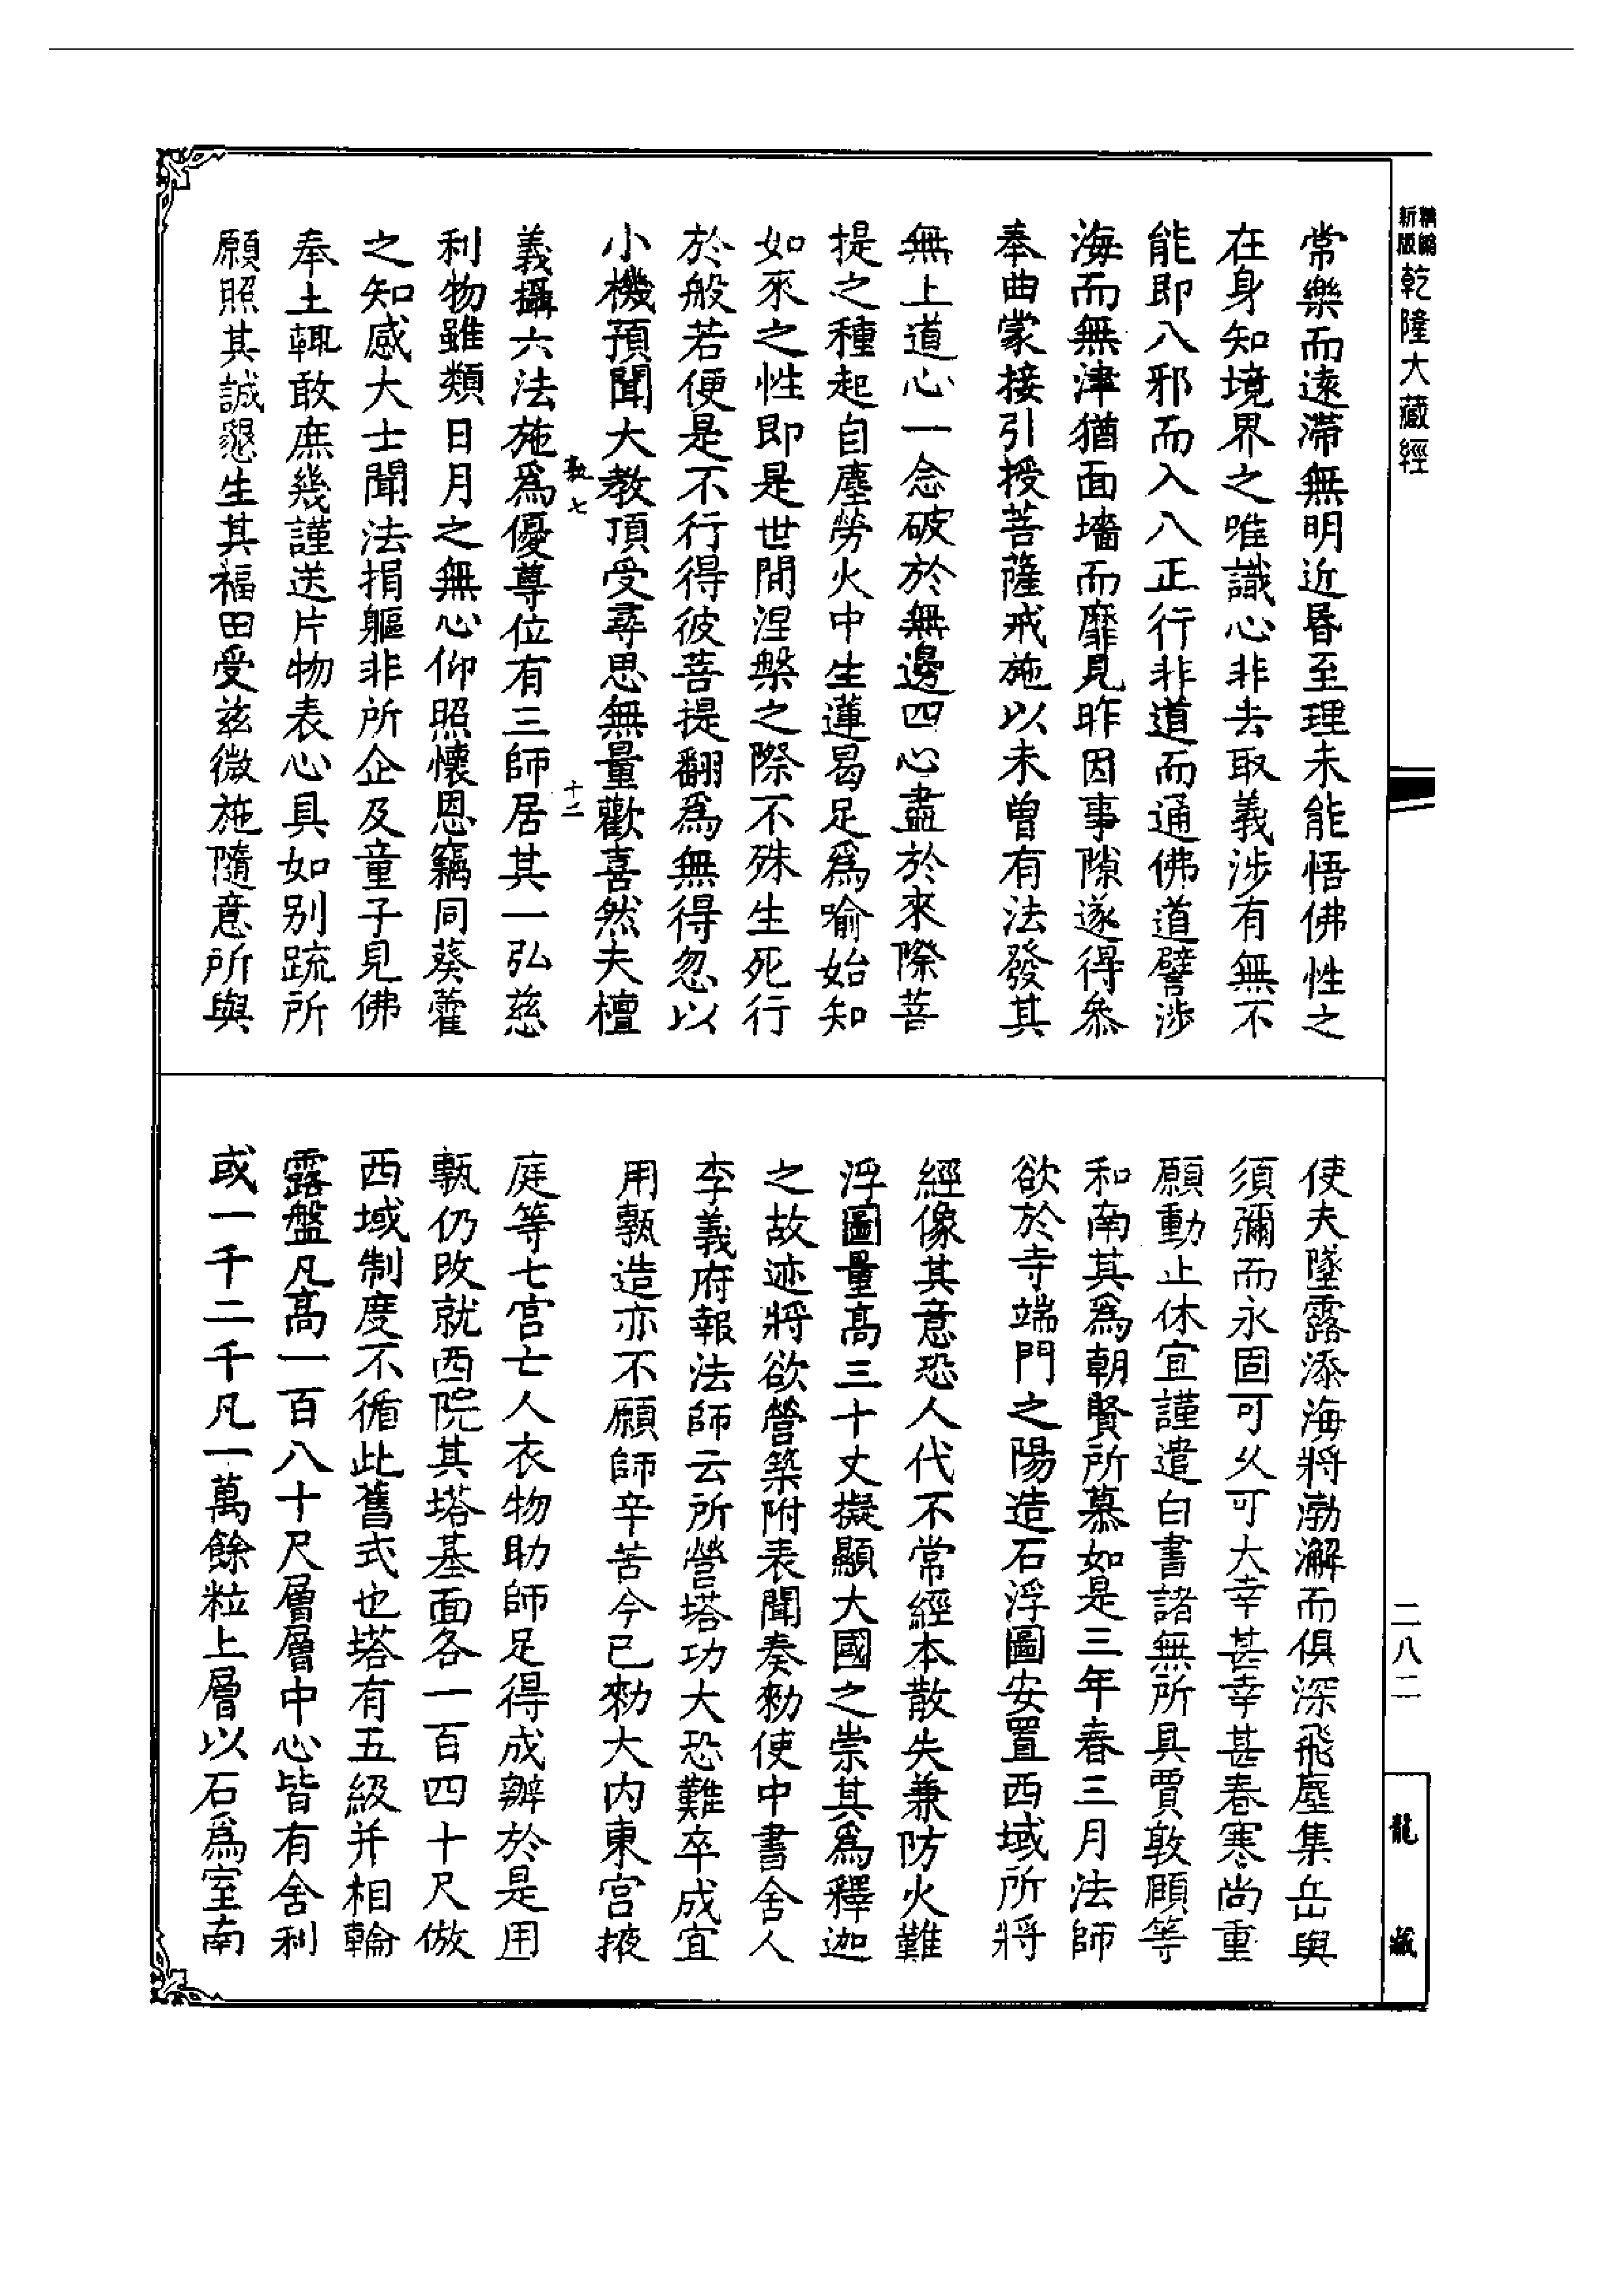 精編
新版
乾隆大藏經
常樂而遠滯無明近昬至理未能悟佛性之
在身知境界之唯識心非去取義涉有無不
能即八邪而入八正行非道而通佛道譬涉
海而無津猶面墻而靡見昨因事隙遂得叅
奉曲蒙接引授菩薩戒施以未曾有法發其
無上道心一念破於無邊四心盡於來際菩
提之種起自塵勞火中生蓮曷足爲喻始知
如來之性即是世間涅槃之際不殊生死行
於般若便是不行得彼菩提翻爲無得忽以
小機預聞大教頂受尋思無量歡喜然夫檀
義攝六法施爲優尊位有三師居其一弘慈
利物雖類日月之無心仰照懷恩竊同葵藿
之知感大士聞法捐軀非所企及童子見佛
奉土輒敢庶幾謹送片物表心具如別䟽所
願照其誠懇生其福田受兹微施隨意所與
十二
使夫墜露添海將渤澥而俱深飛塵集岳與
須彌而永固可乆可大幸甚幸甚春寒尚重
願動止休宜謹遣白書諸無所具賈敦頤等
和南其爲朝賢所慕如是三年春三月法師
欲於寺端門之陽造石浮圖安置西域所將
經像其意恐人代不常經本散失兼防火難
浮圖量高三十丈擬顯大國之崇其爲釋迦
之故迹將欲營築附表聞奏勑使中書舍人
李義府報法師云所營塔功大恐難卒成宜
用甎造亦不願師辛苦今已勑大内東宮掖
庭等七宮亡人衣物助師足得成辦於是用
甎仍改就西院其塔基面各一百四十尺倣
西域制度不循此舊式也塔有五級并相輪
露盤凡高一百八十尺層層中心皆有舍利
或一千二千凡一萬餘粒上層以石爲室南
二八二
龍藏